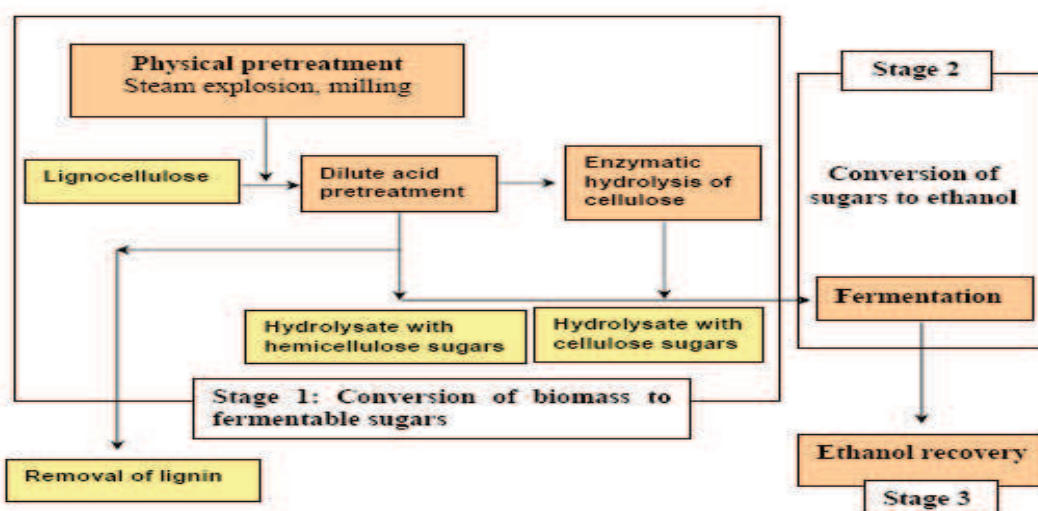 Physical pretreatment
Steam explosion, milling
Stage 2
Lignocellulose
Dilute acid
pretreatment
Enzymatic
hydrolysis of
cellulose
Conversion of
sugars to ethanol
Fermentation
Hydrolysate with
hemicellulose sugars
Hydrolysate with
cellulose sugars
Stage 1: Conversion of biomass to
fermentable sugars
Removal of lignin
Ethanol recovery
Stage 3